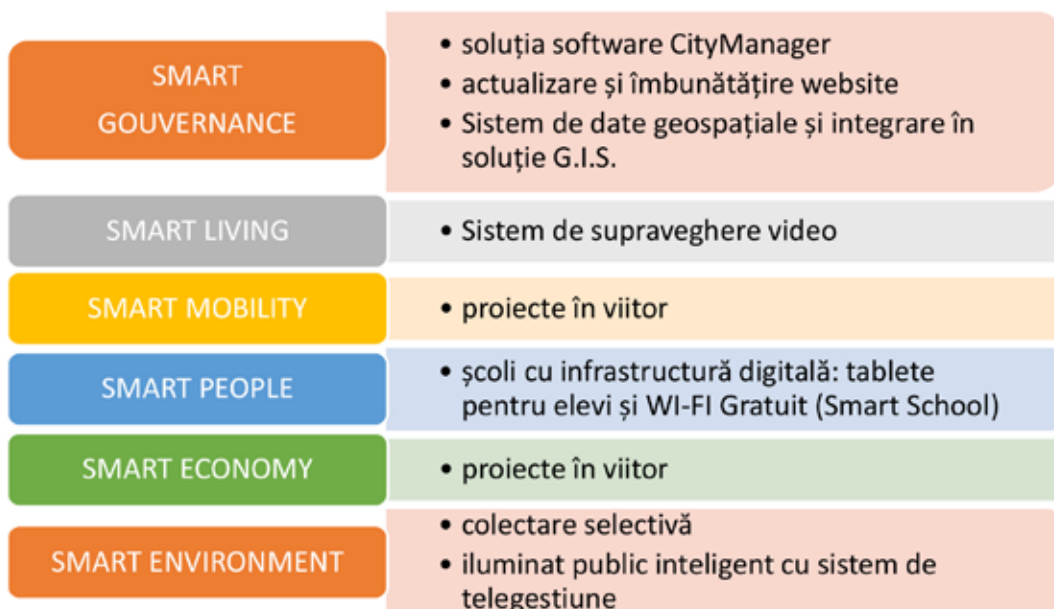 SMART
GOUVERNANCE
• soluția software CityManager
• actualizare și îmbunătățire website
• Sistem de date geospațiale și integrare în
soluție G.I.S.
SMART LIVING
• Sistem de supraveghere video
SMART MOBILITY
• proiecte în viitor
SMART PEOPLE
• școli cu infrastructură digitală: tablete
pentru elevi și WI-FI Gratuit (Smart School)
SMART ECONOMY
• proiecte în viitor
SMART ENVIRONMENT
• colectare selectivă
• iluminat public inteligent cu sistem de
telegestiune